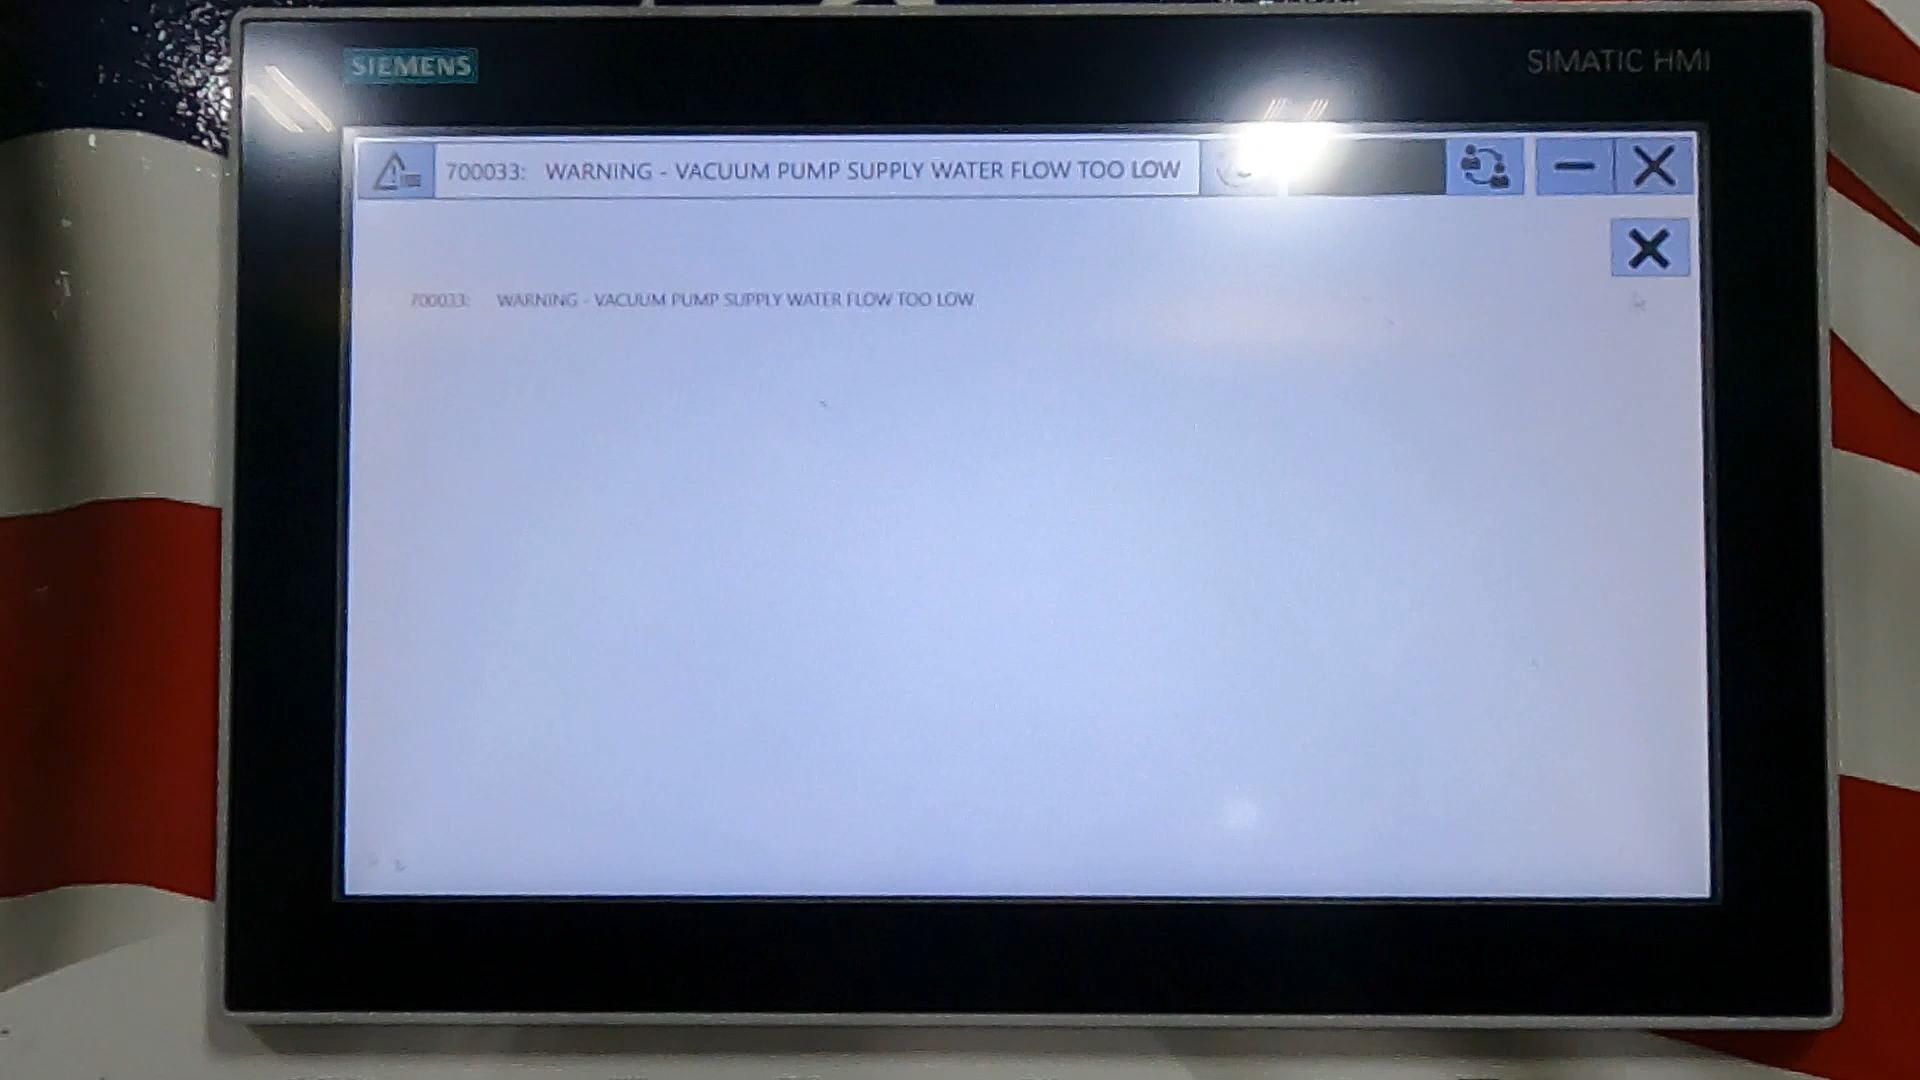 SIEMENS
SIMATIC HMI
700033: WARNING - VACUUM PUMP SUPPLY WATER FLOW TOO LOW
700033: WARNING - VACUUM PUMP SUPPLY WATER FLOW TOO LOW